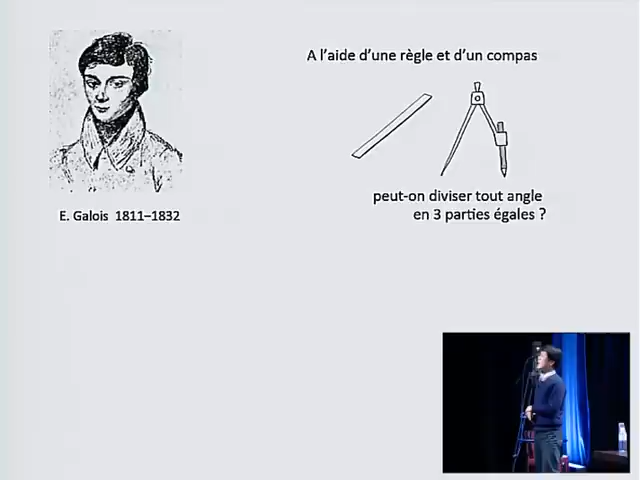 A l'aide d'une règle et d'un compas
peut-on diviser tout angle
en 3 parties égales ?
E. Galois 1811–1832